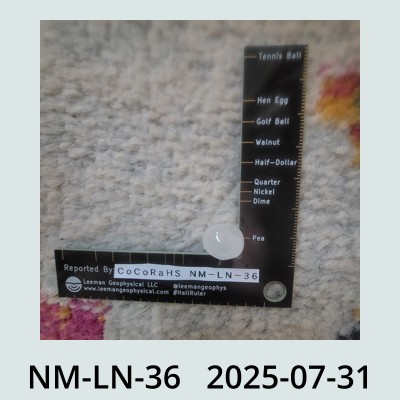 Tennis Ball
Hen Egg
Golf Ball
Walnut
Half-Dollar
Quarter
Nickel
Dime
Pea
Reported By: CoCoRaHS NM-LN-36
Leeman Geophysical LLC @leemangeophys
www.leemangeophysical.com #HailRuler
NM-LN-36 2025-07-31